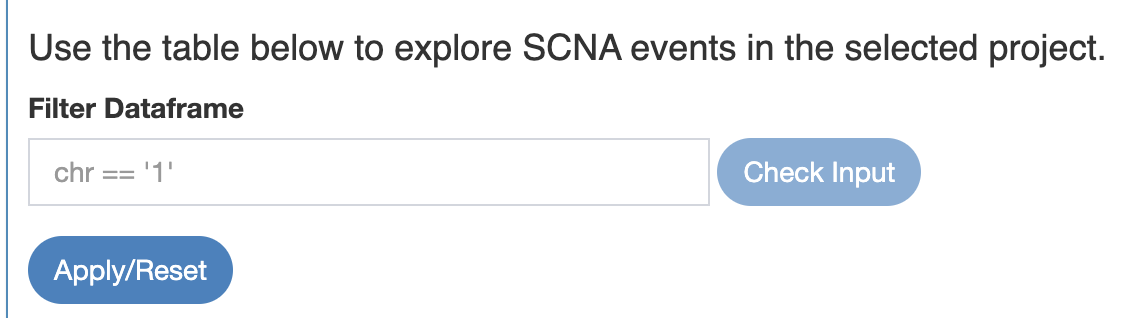 Use the table below to explore SCNA events in the selected project.
Filter Dataframe
chr == '1'
Check Input
Apply/Reset